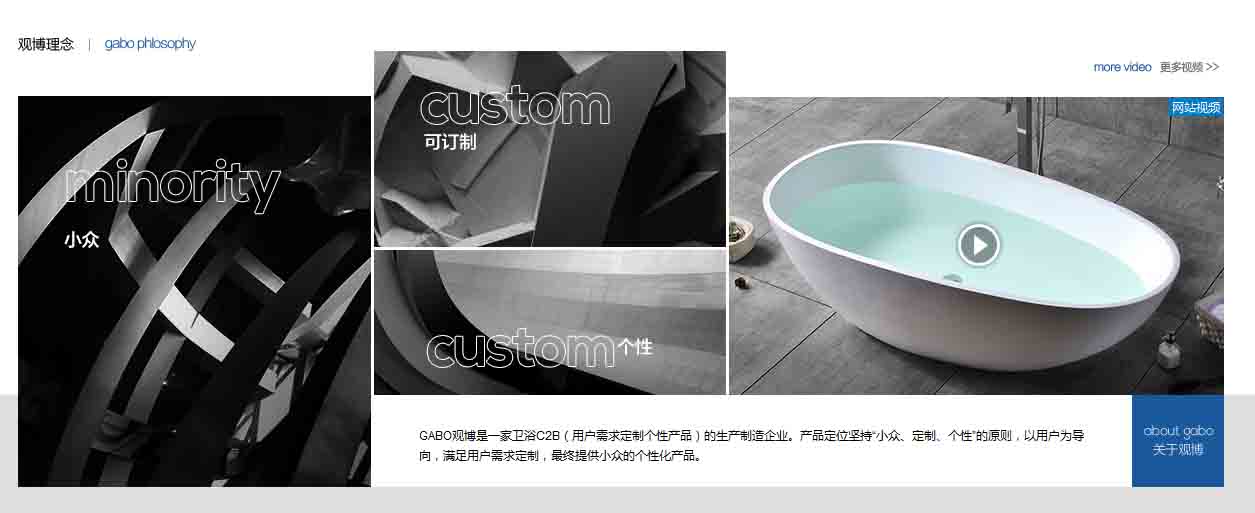 观博理念 | gabo phlosophy
more video 更多视频 >>
minority
小众
custom
可订制
custom 个性
网站视频
GABO观博是一家卫浴C2B（用户需求定制个性产品）的生产制造企业。产品定位坚持“小众、定制、个性”的原则，以用户为导
向，满足用户需求定制，最终提供小众的个性化产品。
about gabo
关于观博